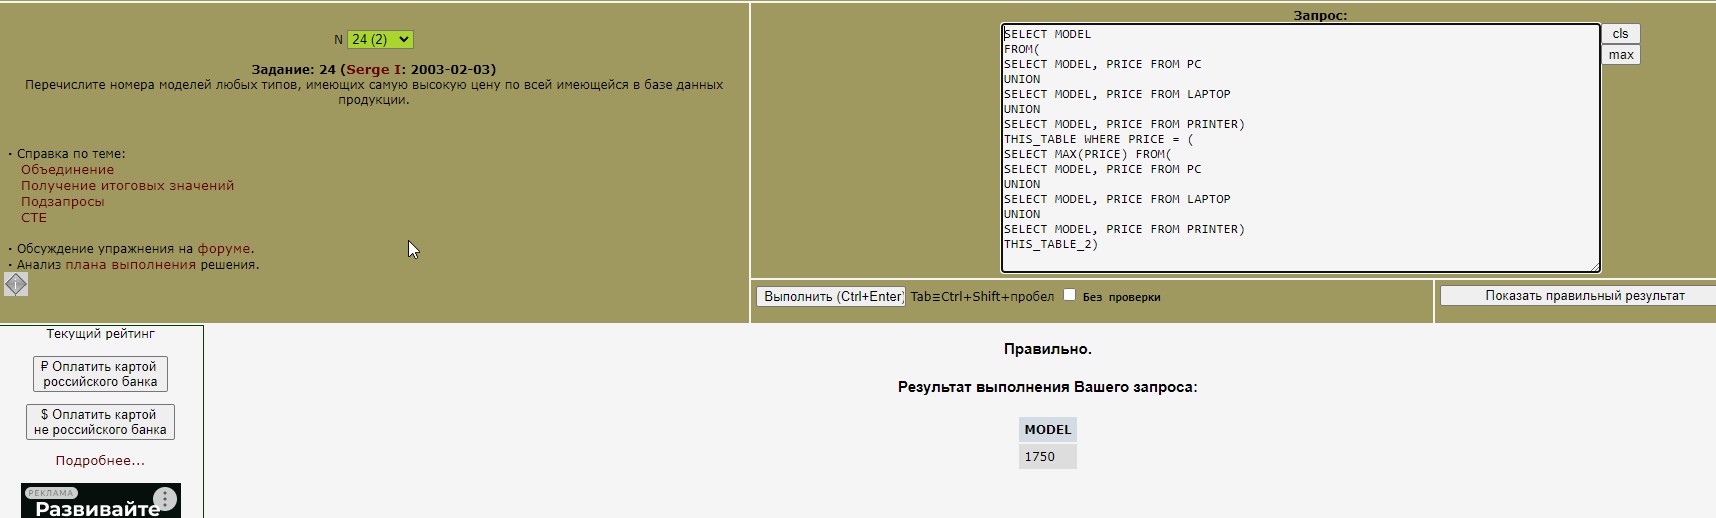 N 24 (2)
Задание: 24 (Serge I: 2003-02-03)
Перечислите номера моделей любых типов, имеющих самую высокую цену по всей имеющейся в базе данных
продукции.
· Справка по теме:
Объединение
Получение итоговых значений
Подзапросы
CTE
· Обсуждение упражнения на форуме.
· Анализ плана выполнения решения.
Запрос:
SELECT MODEL
FROM(
SELECT MODEL, PRICE FROM PC
UNION
SELECT MODEL, PRICE FROM LAPTOP
UNION
SELECT MODEL, PRICE FROM PRINTER)
THIS_TABLE WHERE PRICE = (
SELECT MAX(PRICE) FROM(
SELECT MODEL, PRICE FROM PC
UNION
SELECT MODEL, PRICE FROM LAPTOP
UNION
SELECT MODEL, PRICE FROM PRINTER)
THIS_TABLE_2)
cls
max
Выполнить (Ctrl+Enter) Tab≡Ctrl+Shift+пробел Без проверки
Показать правильный результат
Текущий рейтинг
₽ Оплатить картой
российского банка
$ Оплатить картой
не российского банка
Подробнее...
РЕКЛАМА
Развивайте
Правильно.
Результат выполнения Вашего запроса:
MODEL
1750